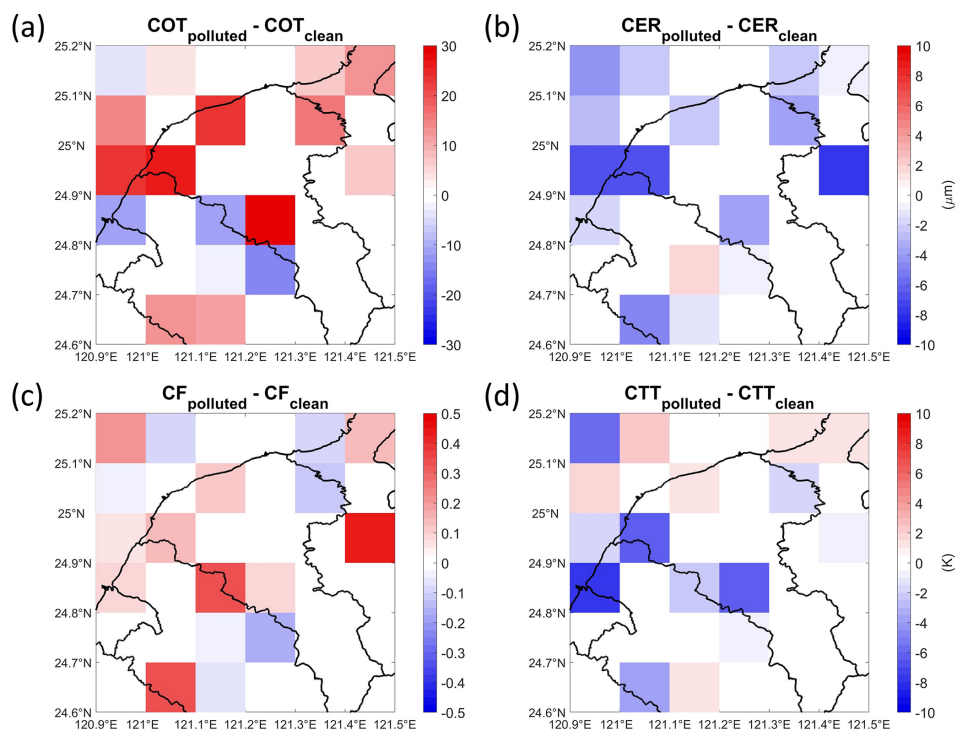 (a)
COTpolluted - COTclean
25.2°N
25.1°N
25°N
24.9°N
24.8°N
24.7°N
24.6°N
120.9°E 121°E 121.1°E 121.2°E 121.3°E 121.4°E 121.5°E
30
20
10
0
-10
-20
-30
(b)
CERpolluted - CERclean
25.2°N
25.1°N
25°N
24.9°N
24.8°N
24.7°N
24.6°N
120.9°E 121°E 121.1°E 121.2°E 121.3°E 121.4°E 121.5°E
10
8
6
4
2
0
-2
-4
-6
-8
-10
(μm)
(c)
CFpolluted - CFclean
25.2°N
25.1°N
25°N
24.9°N
24.8°N
24.7°N
24.6°N
120.9°E 121°E 121.1°E 121.2°E 121.3°E 121.4°E 121.5°E
0.5
0.4
0.3
0.2
0.1
0
-0.1
-0.2
-0.3
-0.4
-0.5
(d)
CTTpolluted - CTTclean
25.2°N
25.1°N
25°N
24.9°N
24.8°N
24.7°N
24.6°N
120.9°E 121°E 121.1°E 121.2°E 121.3°E 121.4°E 121.5°E
10
8
6
4
2
0
-2
-4
-6
-8
-10
(K)